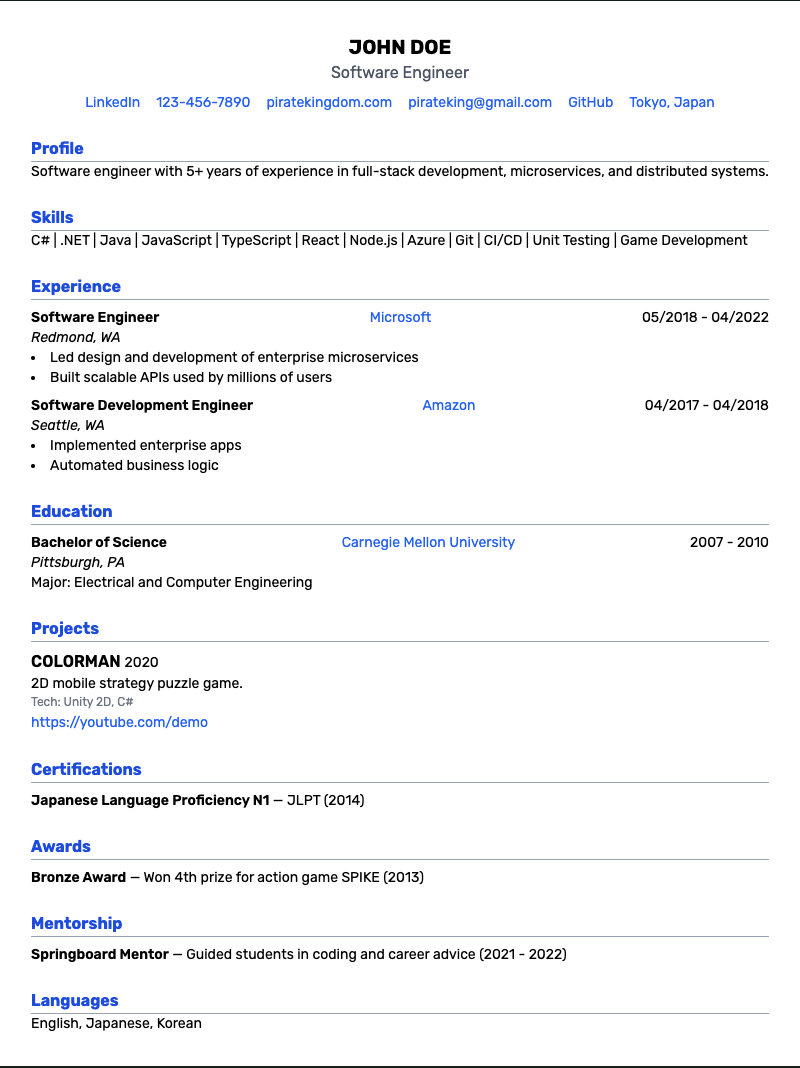 JOHN DOE
Software Engineer
LinkedIn 123-456-7890 piratekingdom.com pirateking@gmail.com GitHub Tokyo, Japan
Profile
Software engineer with 5+ years of experience in full-stack development, microservices, and distributed systems.
Skills
C# | .NET | Java | JavaScript | TypeScript | React | Node.js | Azure | Git | CI/CD | Unit Testing | Game Development
Experience
Software Engineer Microsoft 05/2018 - 04/2022
Redmond, WA
• Led design and development of enterprise microservices
• Built scalable APIs used by millions of users
Software Development Engineer Amazon 04/2017 - 04/2018
Seattle, WA
• Implemented enterprise apps
• Automated business logic
Education
Bachelor of Science Carnegie Mellon University 2007 - 2010
Pittsburgh, PA
Major: Electrical and Computer Engineering
Projects
COLORMAN 2020
2D mobile strategy puzzle game.
Tech: Unity 2D, C#
https://youtube.com/demo
Certifications
Japanese Language Proficiency N1 — JLPT (2014)
Awards
Bronze Award — Won 4th prize for action game SPIKE (2013)
Mentorship
Springboard Mentor — Guided students in coding and career advice (2021 - 2022)
Languages
English, Japanese, Korean